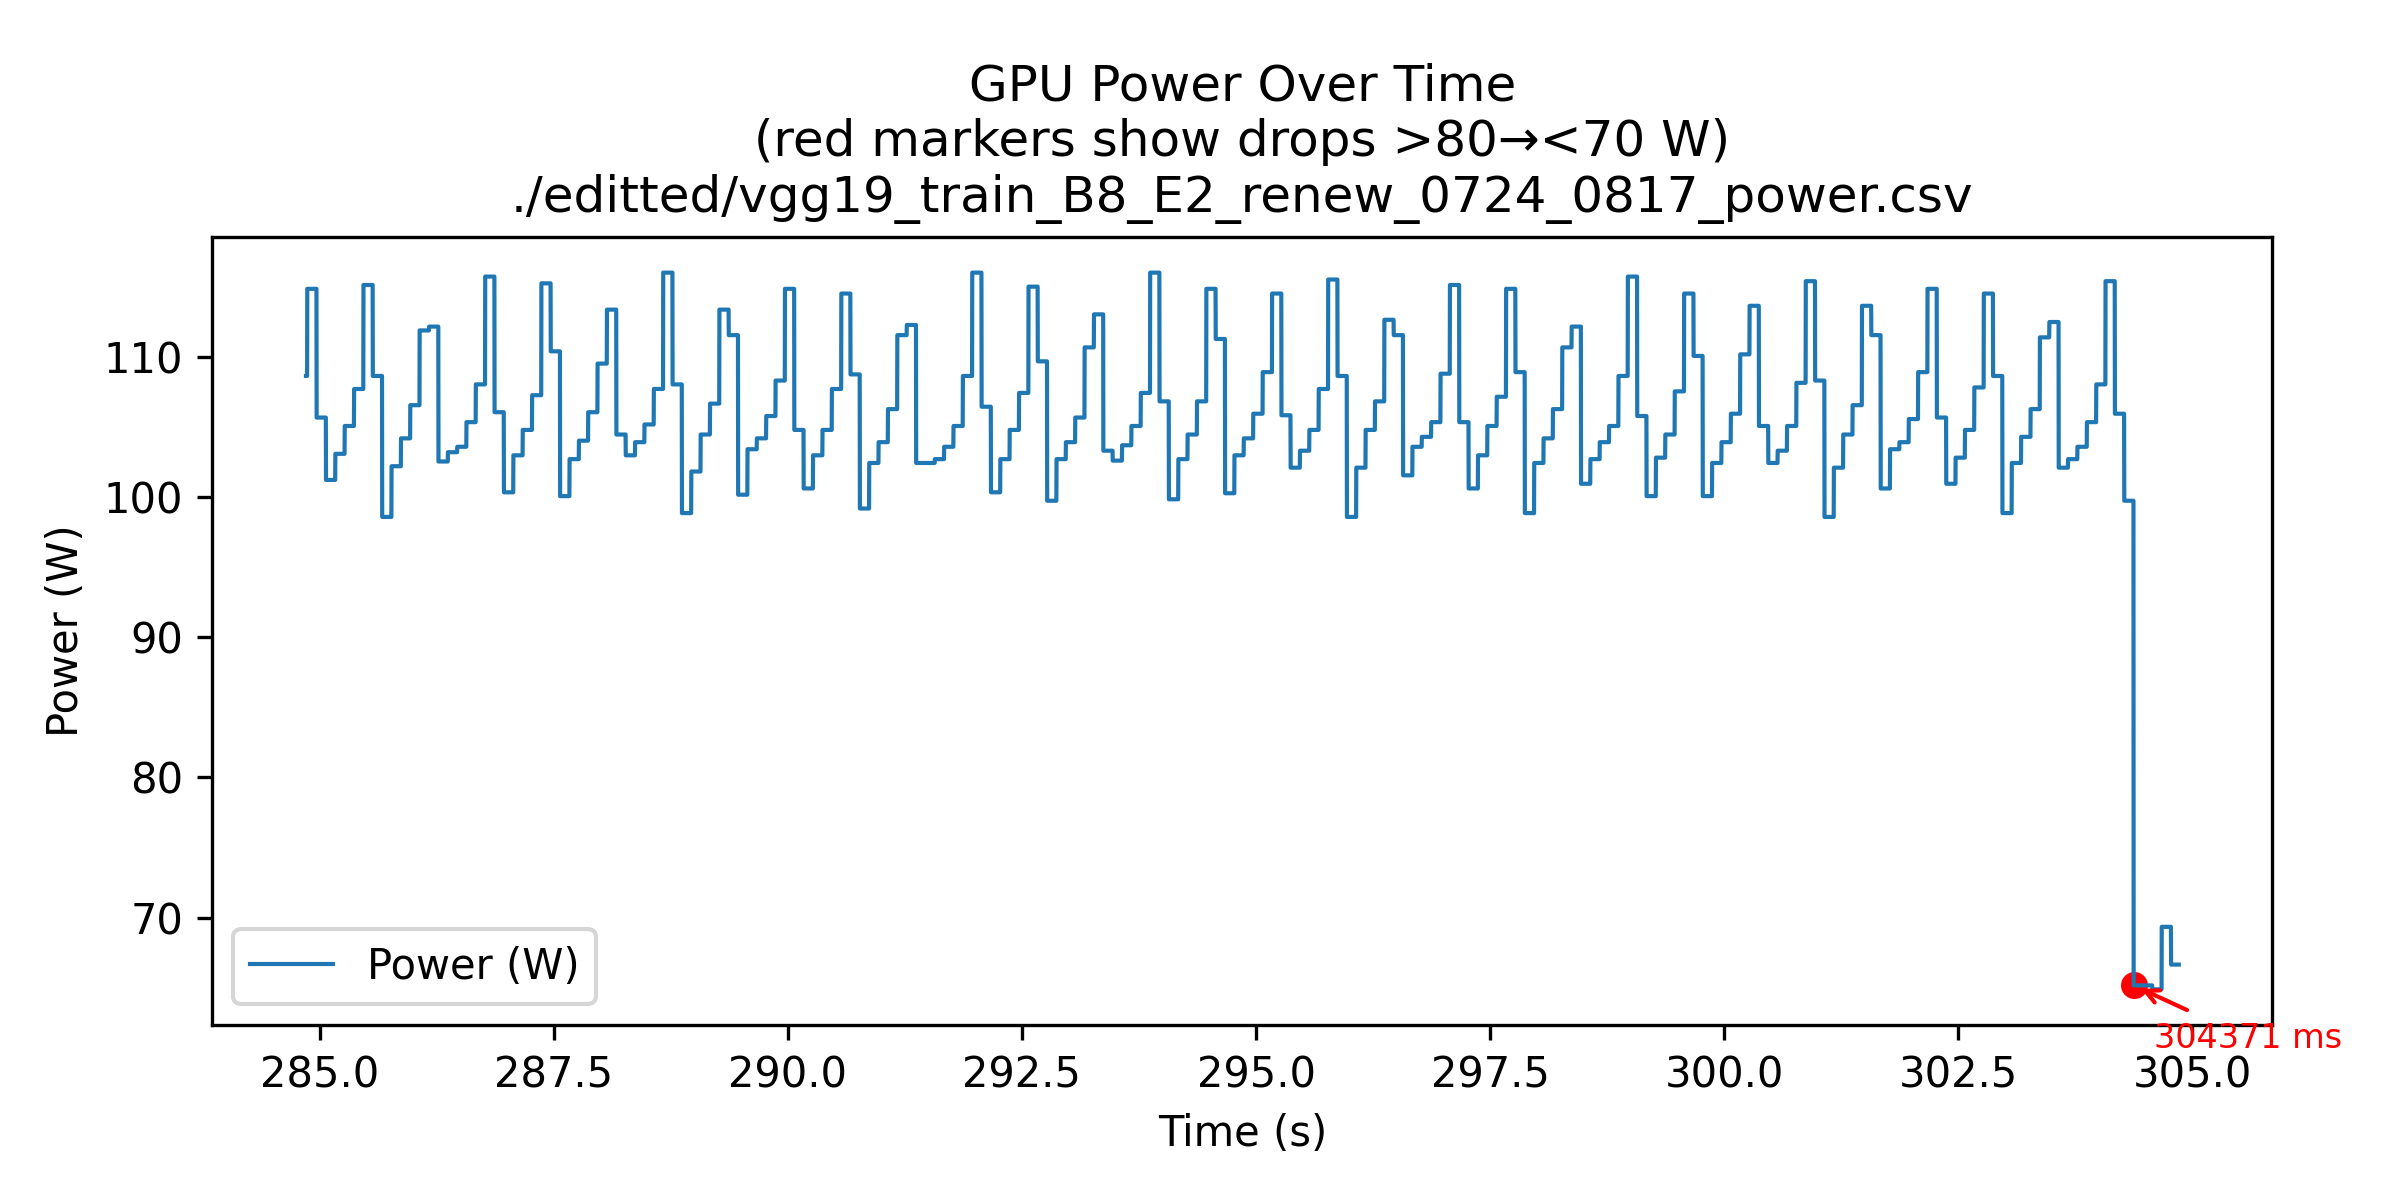 GPU Power Over Time
(red markers show drops >80→<70 W)
./editted/vgg19_train_B8_E2_renew_0724_0817_power.csv
Power (W)
110
100
90
80
70
Power (W)
304371 ms
285.0 287.5 290.0 292.5 295.0 297.5 300.0 302.5 305.0
Time (s)